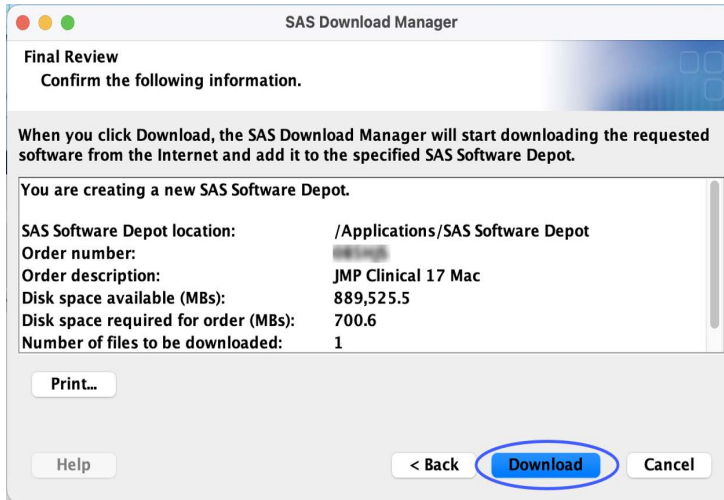 SAS Download Manager
Final Review
Confirm the following information.
When you click Download, the SAS Download Manager will start downloading the requested
software from the Internet and add it to the specified SAS Software Depot.
You are creating a new SAS Software Depot.
SAS Software Depot location: /Applications/SAS Software Depot
Order number:
Order description: JMP Clinical 17 Mac
Disk space available (MBs): 889,525.5
Disk space required for order (MBs): 700.6
Number of files to be downloaded: 1
Print...
Help < Back Download Cancel